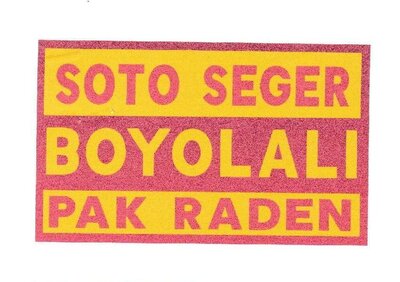 SOTO SEGER
BOYOLALI
PAK RADEN